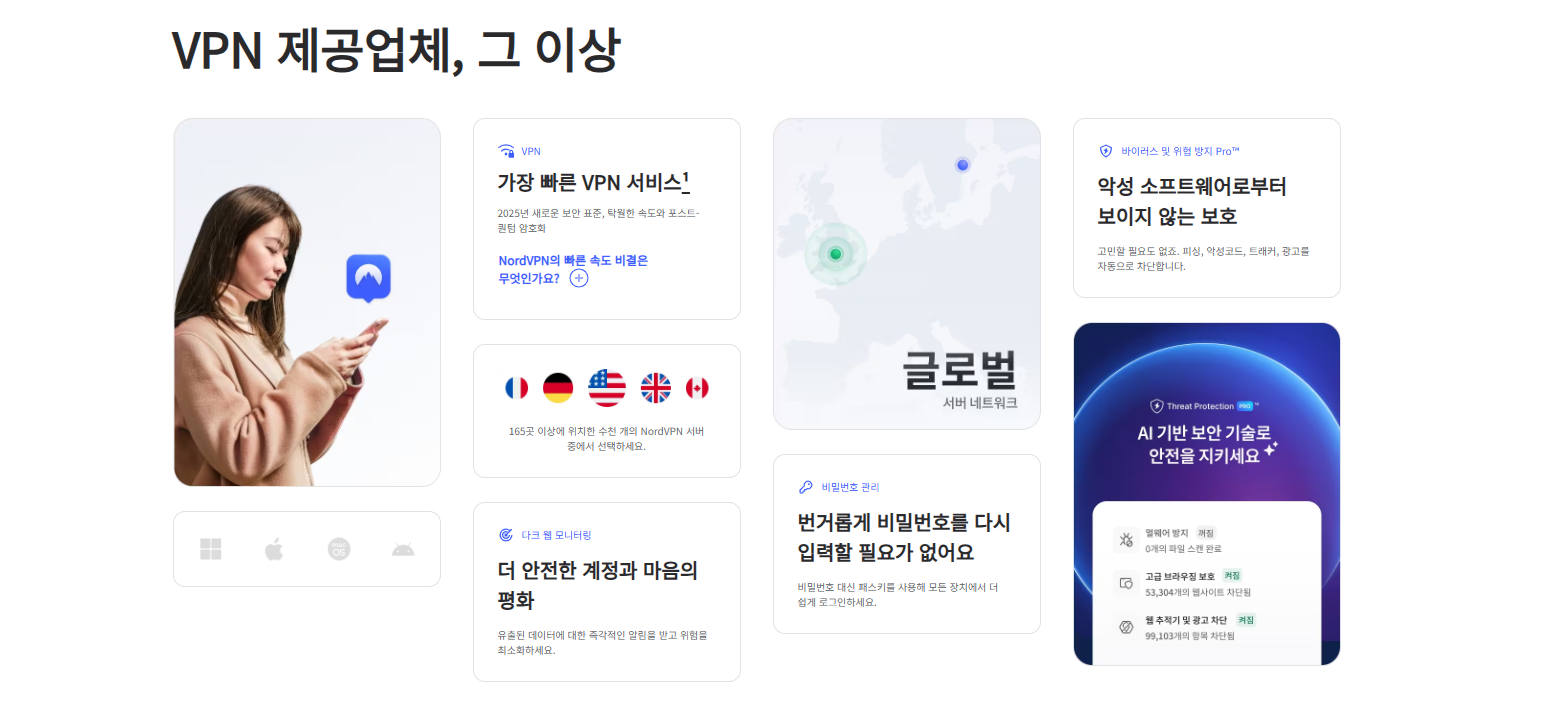 VPN 제공업체, 그 이상
VPN
가장 빠른 VPN 서비스¹
2025년 새로운 보안 표준, 탁월한 속도와 포스트-
퀀텀 암호화
NordVPN의 빠른 속도 비결은
무엇인가요?
165곳 이상에 위치한 수천 개의 NordVPN 서버
중에서 선택하세요.
다크 웹 모니터링
더 안전한 계정과 마음의
평화
유출된 데이터에 대한 즉각적인 알림을 받고 위험을
최소화하세요.
글로벌
서버 네트워크
비밀번호 관리
번거롭게 비밀번호를 다시
입력할 필요가 없어요
비밀번호 대신 패스키를 사용해 모든 장치에서 더
쉽게 로그인하세요.
바이러스 및 위협 방지 Pro™
악성 소프트웨어로부터
보이지 않는 보호
고민할 필요도 없죠. 피싱, 악성코드, 트래커, 광고를
자동으로 차단합니다.
Threat Protection PRO ™
AI 기반 보안 기술로
안전을 지키세요
멀웨어 방지 꺼짐
0개의 파일 스캔 완료
고급 브라우징 보호 켜짐
53,304개의 웹사이트 차단됨
웹 추적기 및 광고 차단 켜짐
99,103개의 항목 차단됨
mac
OS